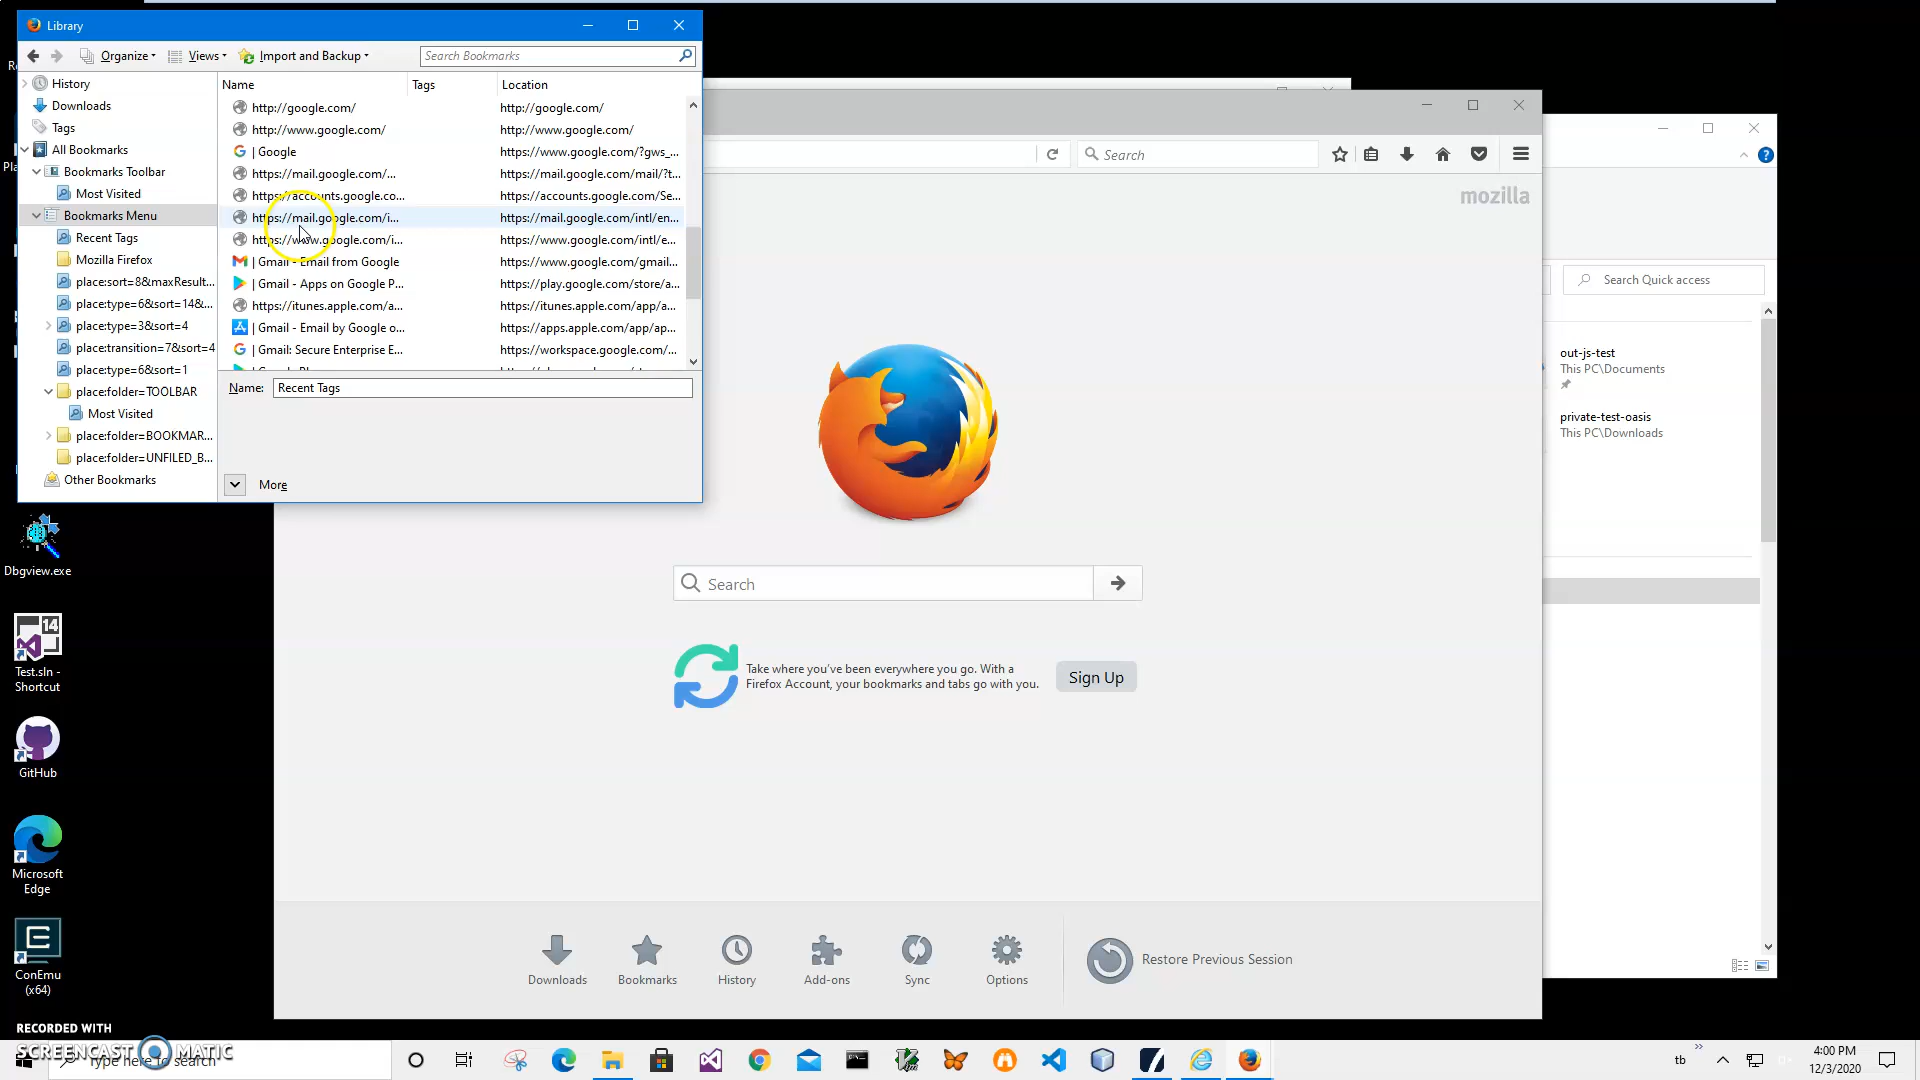 Library
Organize
Views
Import and Backup
Search Bookmarks
History
Downloads
Tags
All Bookmarks
Bookmarks Toolbar
Most Visited
Bookmarks Menu
Recent Tags
Mozilla Firefox
place:sort=8&maxResult...
place:type=6&sort=14&...
place:type=3&sort=4
place:transition=7&sort=4
place:type=6&sort=1
place:folder=TOOLBAR
Most Visited
place:folder=BOOKMAR...
place:folder=UNFILED_B...
Other Bookmarks
Name Tags Location
http://google.com/ http://google.com/
http://www.google.com/ http://www.google.com/
| Google https://www.google.com/?gws_...
https://mail.google.com/... https://mail.google.com/mail/?t...
https://accounts.google.co... https://accounts.google.com/Se...
https://mail.google.com/i... https://mail.google.com/intl/en...
https://www.google.com/i... https://www.google.com/intl/e...
| Gmail - Email from Google https://www.google.com/gmail...
| Gmail - Apps on Google P... https://play.google.com/store/a...
https://itunes.apple.com/a... https://itunes.apple.com/app/a...
| Gmail - Email by Google o... https://apps.apple.com/app/ap...
| Gmail: Secure Enterprise E... https://workspace.google.com/...
Name: Recent Tags
More
Search
mozilla
Search
Take where you've been everywhere you go. With a
Firefox Account, your bookmarks and tabs go with you.
Sign Up
Downloads
Bookmarks
History
Add-ons
Sync
Options
Restore Previous Session
Search Quick access
out-js-test
This PC\Documents
private-test-oasis
This PC\Downloads
Dbgview.exe
14
Test.sln -
Shortcut
GitHub
Microsoft
Edge
ConEmu
(x64)
RECORDED WITH
SCREENCAST MATIC
Type here to search
tb
4:00 PM
12/3/2020